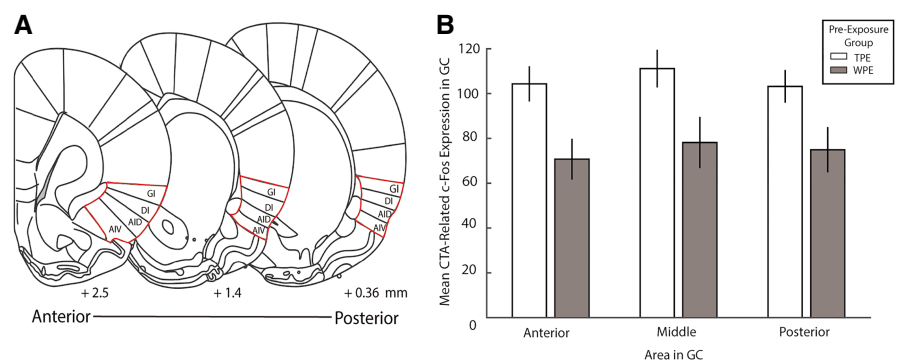 A
GI
DI
AID
AIV
GI
DI
AID
AIV
GI
DI
AID
AIV
+ 2.5
+ 1.4
+ 0.36 mm
Anterior
Posterior
B
Pre-Exposure
Group
TPE
WPE
Mean CTA-Related c-Fos Expression in GC
120
100
80
60
40
20
0
Anterior
Middle
Posterior
Area in GC